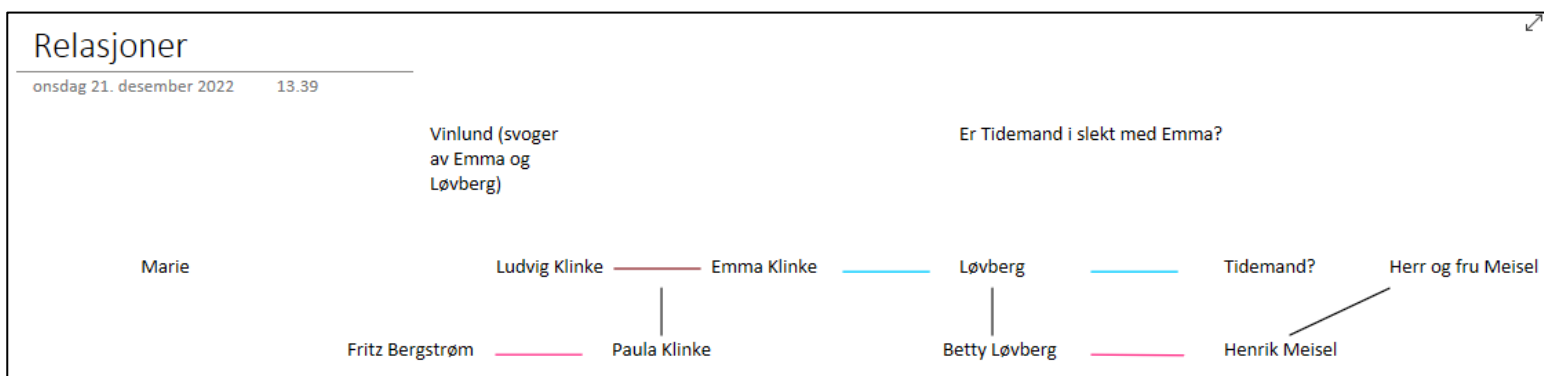 Relasjoner
onsdag 21. desember 2022 13.39
Vinlund (svoger
av Emma og
Løvberg)
Er Tidemand i slekt med Emma?
Marie Ludvig Klinke Emma Klinke Løvberg Tidemand? Herr og fru Meisel
Fritz Bergstrøm Paula Klinke Betty Løvberg Henrik Meisel